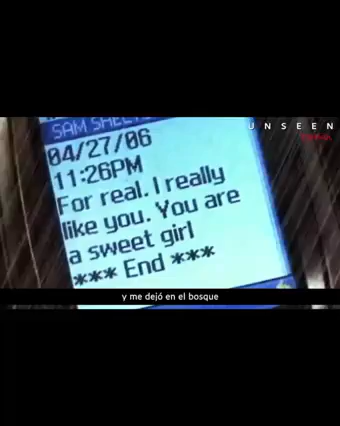 UNSEEN
SAM
04/27/06
11:26PM
For real. I really
like you. You are
a sweet girl
*** End ***
y me dejó en el bosque